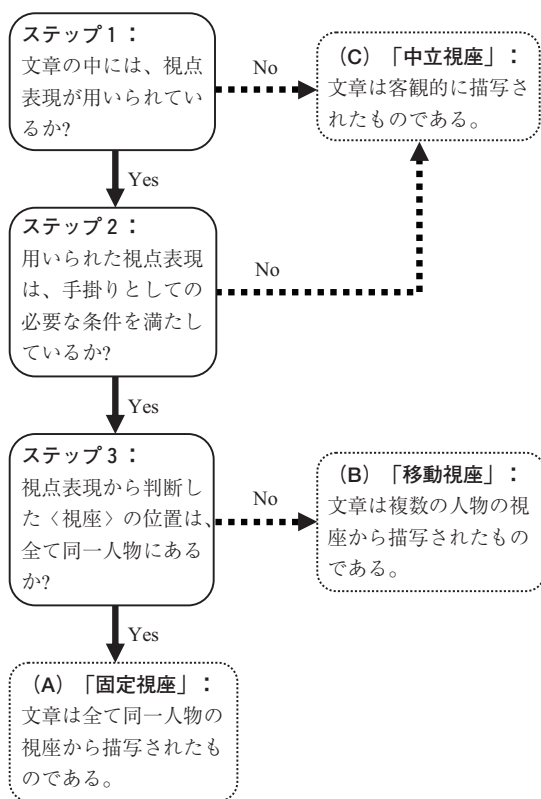 ステップ1：
文章の中には、視点
表現が用いられてい
るか?
No
(C) 「中立視座」：
文章は客観的に描写さ
れたものである。
Yes
ステップ2：
用いられた視点表現
は、手掛りとしての
必要な条件を満たし
ているか?
No
Yes
ステップ3：
視点表現から判断し
た〈視座〉の位置は、
全て同一人物にある
か?
No
(B) 「移動視座」：
文章は複数の人物の視
座から描写されたもの
である。
Yes
(A) 「固定視座」：
文章は全て同一人物の
視座から描写されたも
のである。